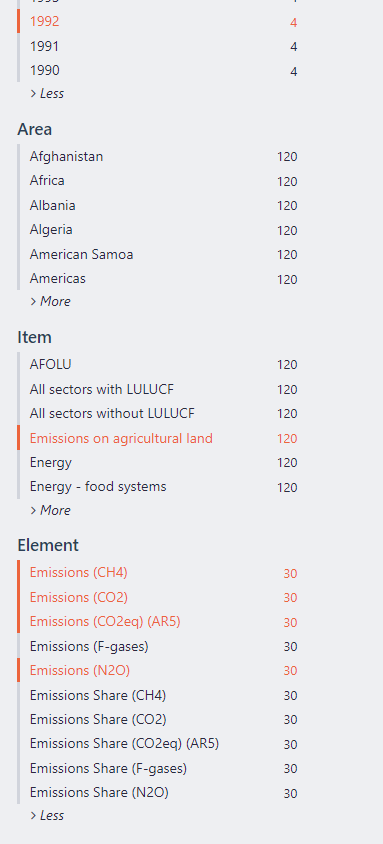 1992 4
1991 4
1990 4
> Less
Area
Afghanistan 120
Africa 120
Albania 120
Algeria 120
American Samoa 120
Americas 120
> More
Item
AFOLU 120
All sectors with LULUCF 120
All sectors without LULUCF 120
Emissions on agricultural land 120
Energy 120
Energy - food systems 120
> More
Element
Emissions (CH4) 30
Emissions (CO2) 30
Emissions (CO2eq) (AR5) 30
Emissions (F-gases) 30
Emissions (N2O) 30
Emissions Share (CH4) 30
Emissions Share (CO2) 30
Emissions Share (CO2eq) (AR5) 30
Emissions Share (F-gases) 30
Emissions Share (N2O) 30
> Less